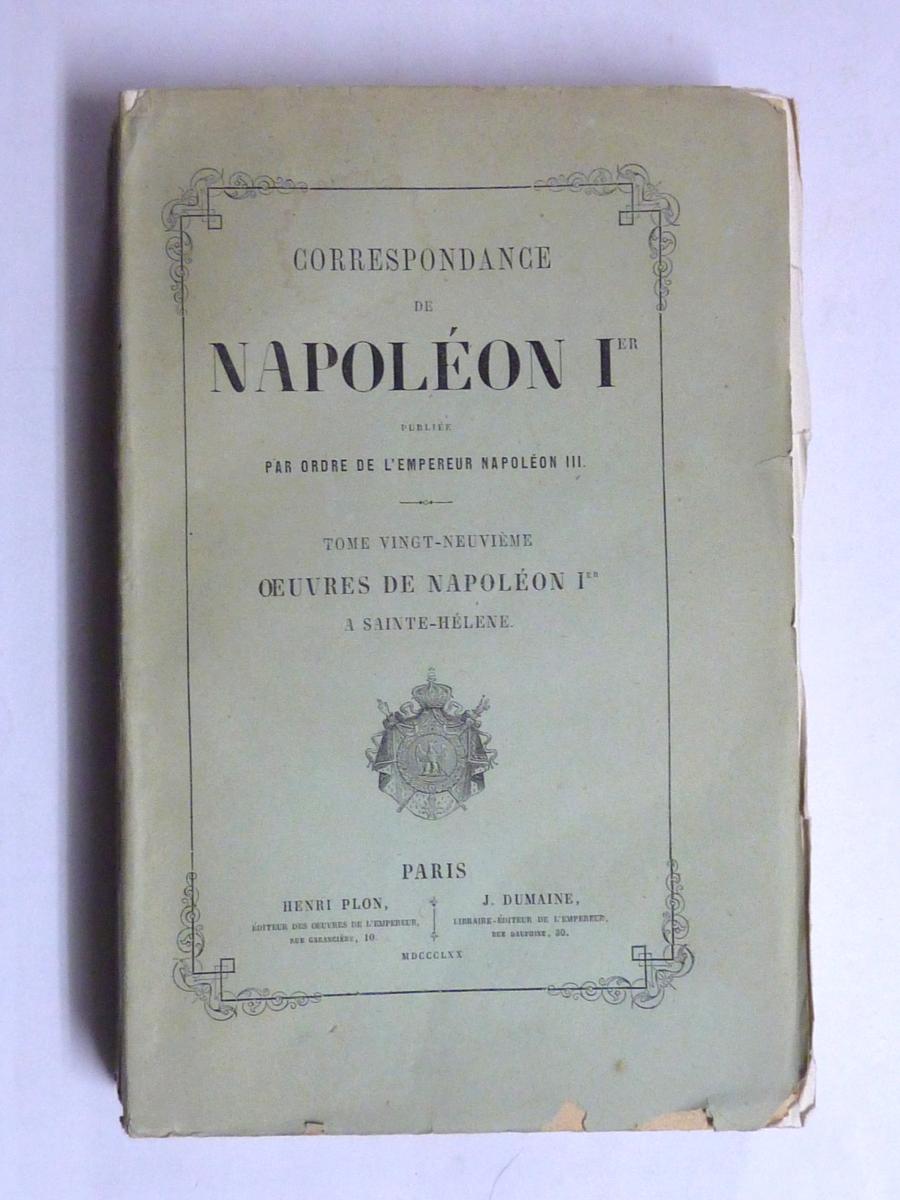 CORRESPONDANCE
DE
NAPOLÉON IER
PUBLIÉE
PAR ORDRE DE L'EMPEREUR NAPOLÉON III.
TOME VINGT-NEUVIÈME
ŒUVRES DE NAPOLÉON IER
A SAINTE-HÉLENE.
PARIS
HENRI PLON,
ÉDITEUR DES ŒUVRES DE L'EMPEREUR,
RUE GARANCIÈRE, 10.
J. DUMAINE,
LIBRAIRE-ÉDITEUR DE L'EMPEREUR,
RUE DAUPHINE, 30.
MDCCCLXX